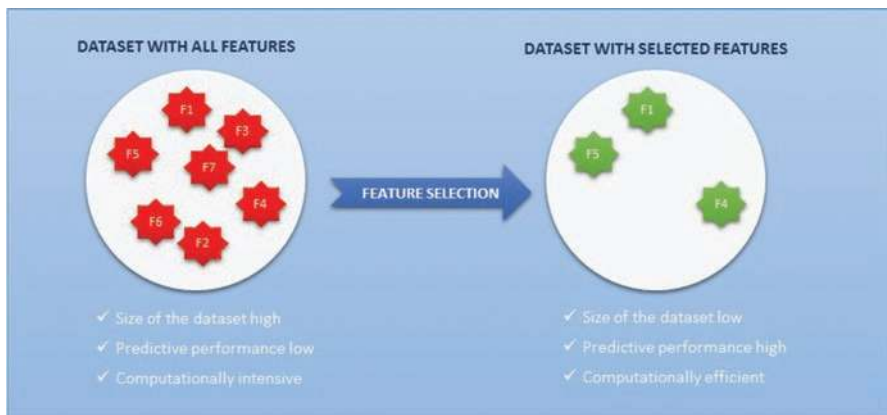 DATASET WITH ALL FEATURES
F1
F3
F5
F7
F4
F6
F2
✓ Size of the dataset high
✓ Predictive performance low
✓ Computationally intensive
FEATURE SELECTION
DATASET WITH SELECTED FEATURES
F1
F5
F4
✓ Size of the dataset low
✓ Predictive performance high
✓ Computationally efficient